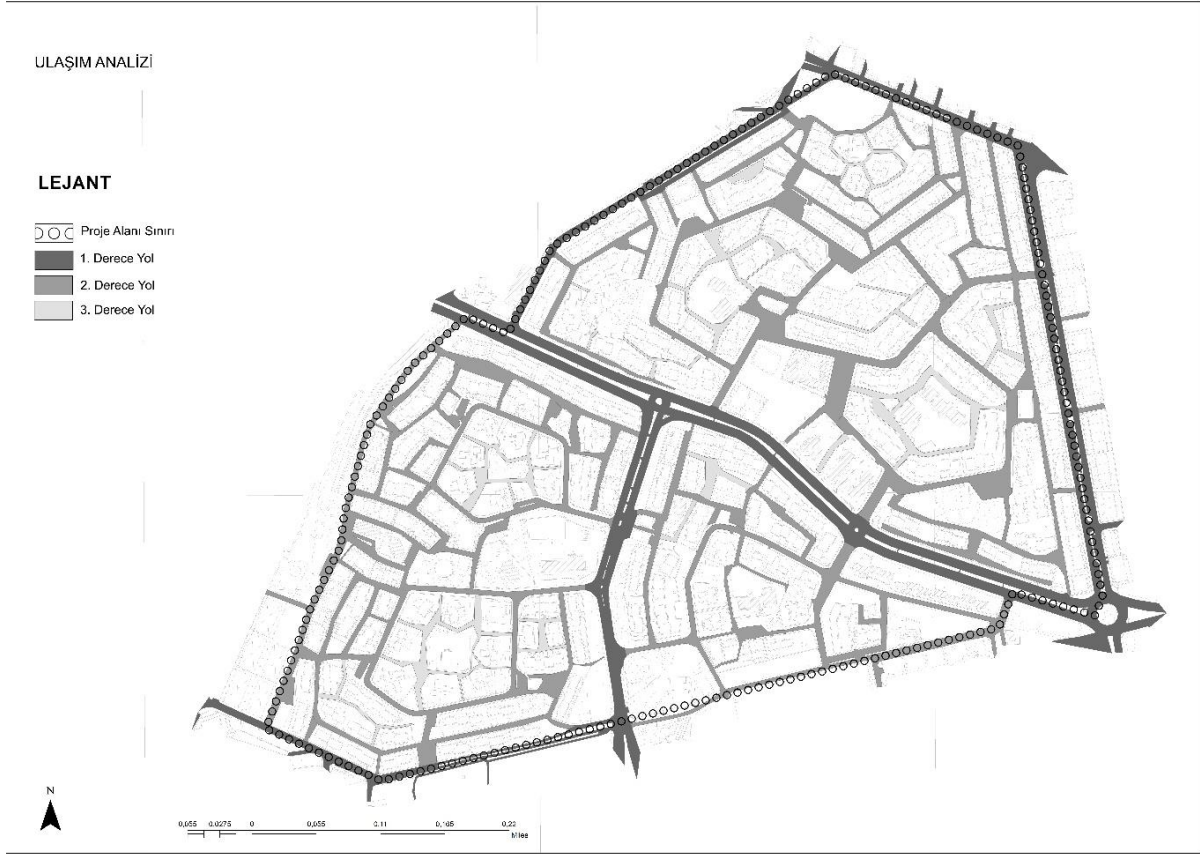 ULAŞIM ANALİZİ
LEJANT
Proje Alanı Sınırı
1. Derece Yol
2. Derece Yol
3. Derece Yol
N
0,055 0,0275 0 0,055 0,11 0,165 0,22
Miles